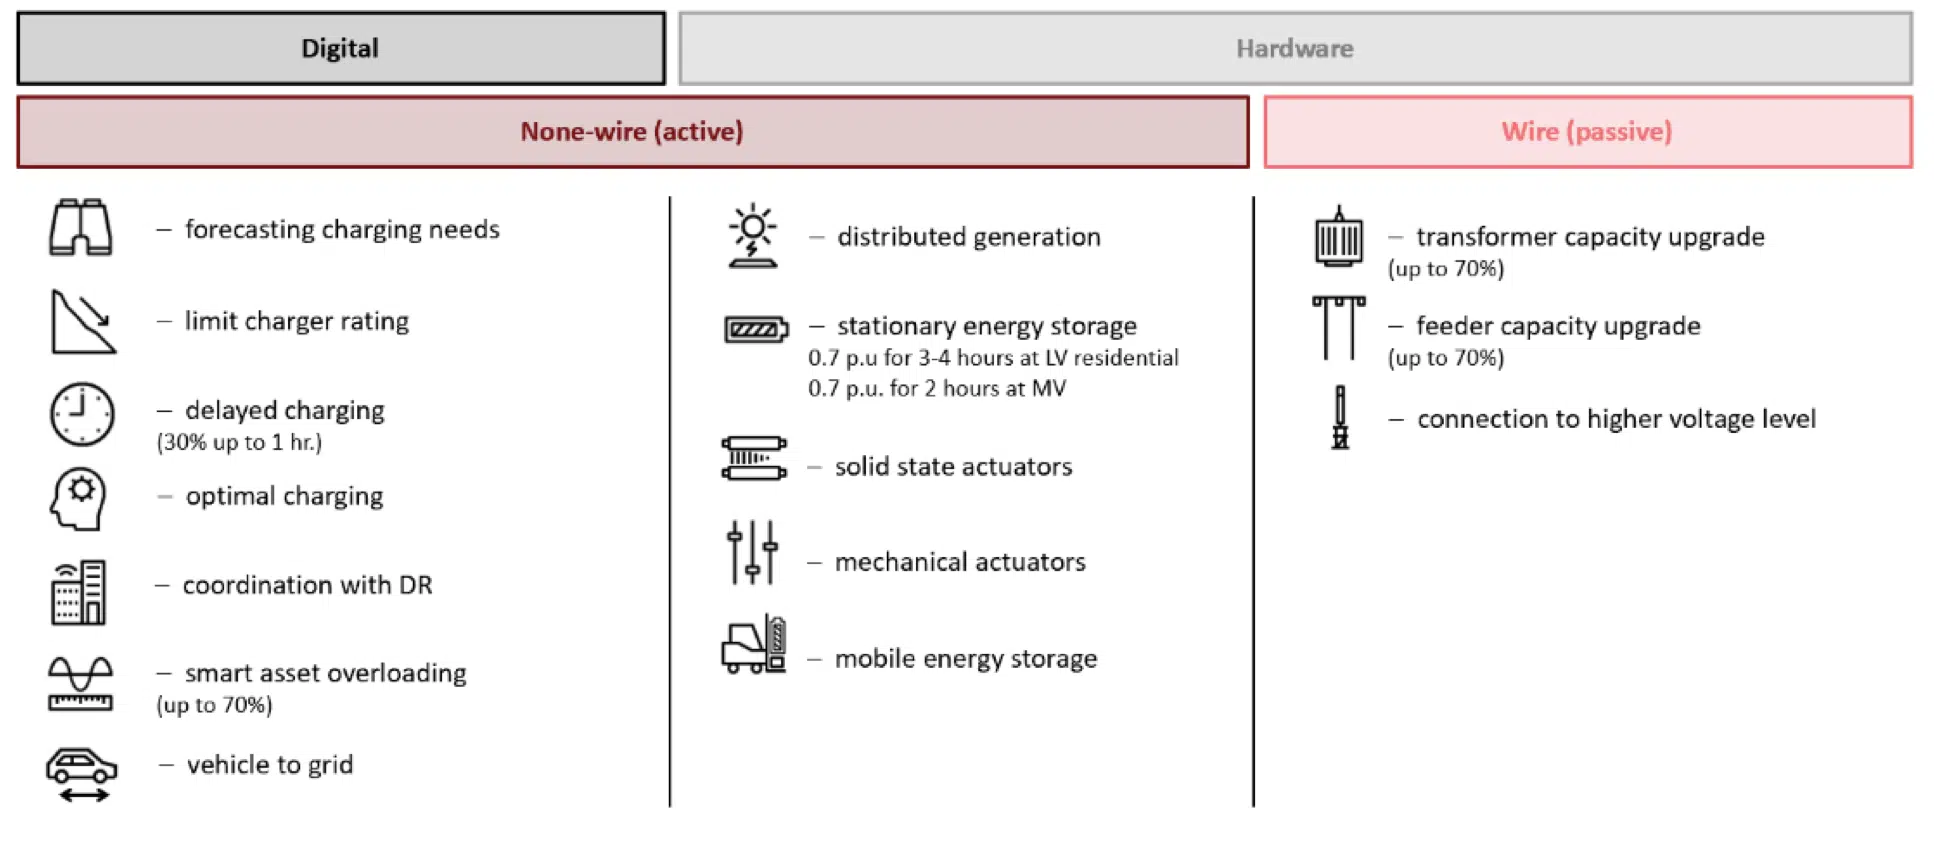 Digital
Hardware
None-wire (active)
Wire (passive)
– forecasting charging needs
– limit charger rating
– delayed charging
(30% up to 1 hr.)
– optimal charging
– coordination with DR
– smart asset overloading
(up to 70%)
– vehicle to grid
– distributed generation
– stationary energy storage
0.7 p.u for 3-4 hours at LV residential
0.7 p.u. for 2 hours at MV
– solid state actuators
– mechanical actuators
– mobile energy storage
– transformer capacity upgrade
(up to 70%)
– feeder capacity upgrade
(up to 70%)
– connection to higher voltage level